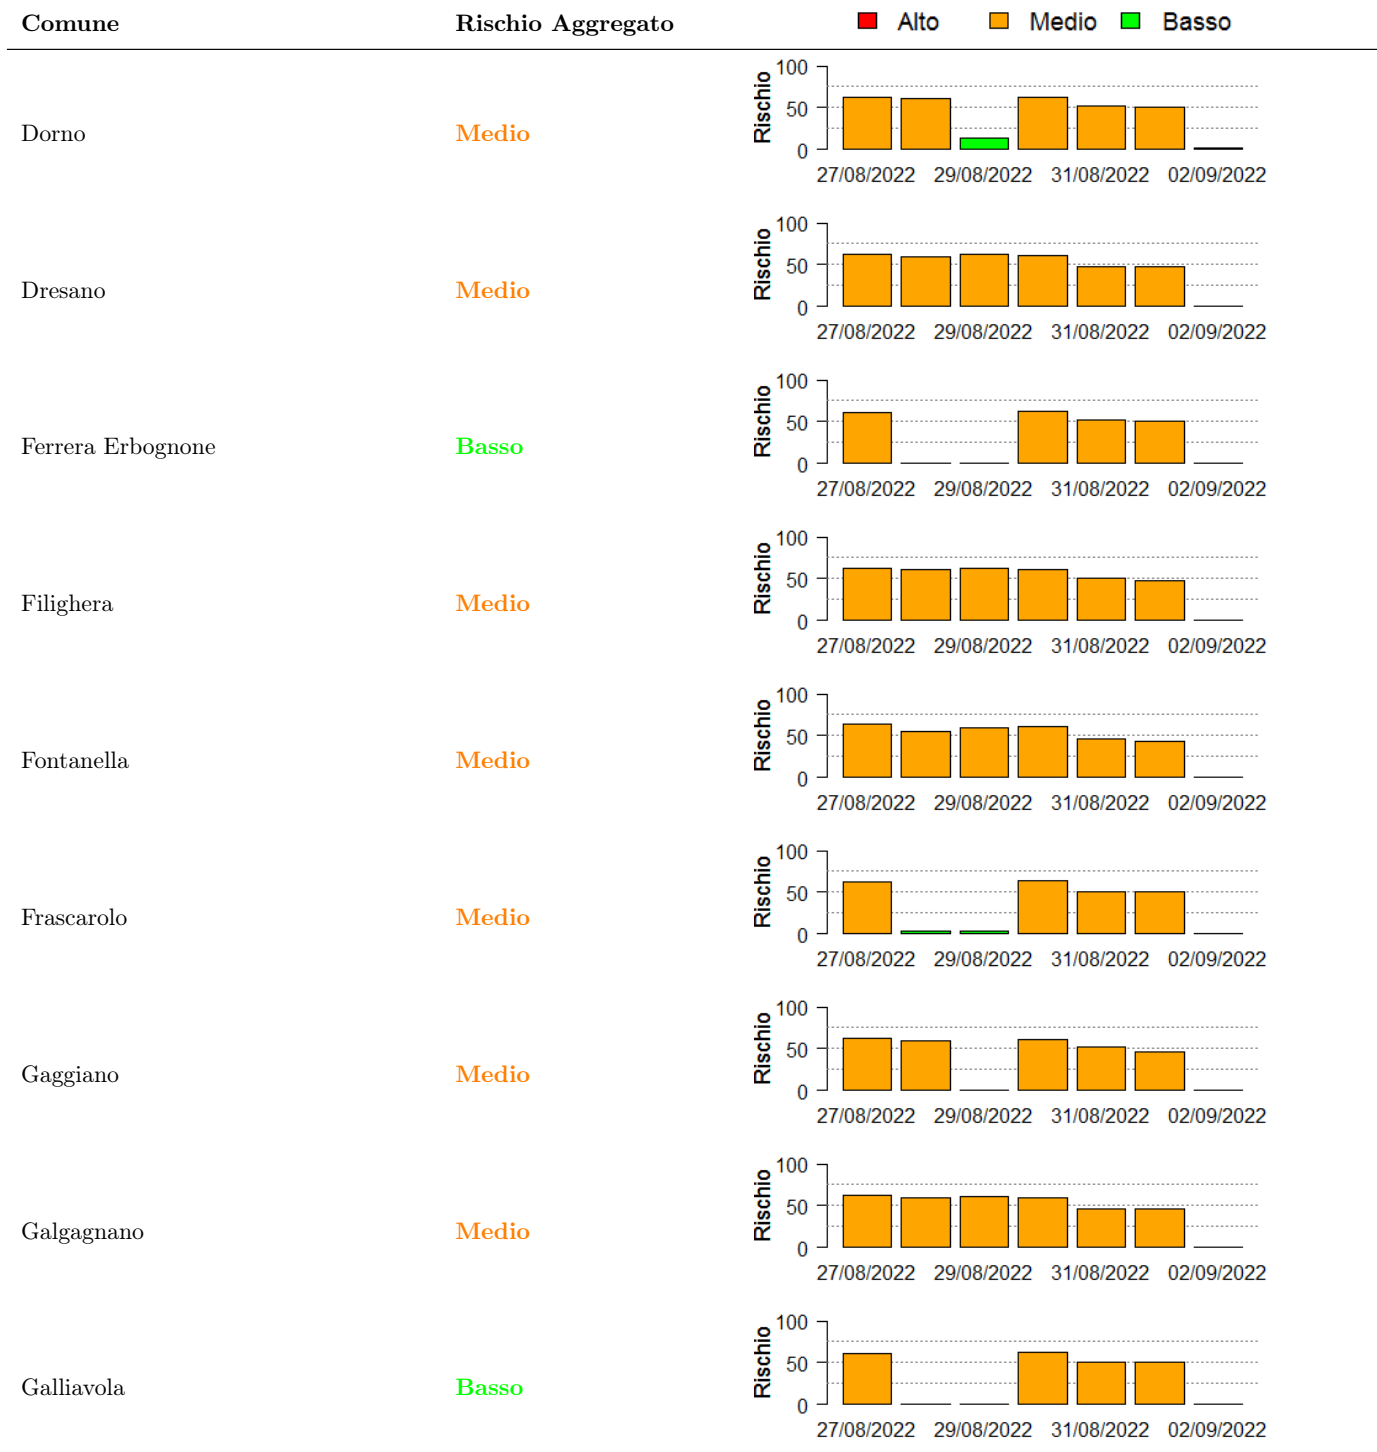 Comune Rischio Aggregato Alto Medio Basso
Dorno Medio
Rischio
100
50
0
27/08/2022 29/08/2022 31/08/2022 02/09/2022
Dresano Medio
Rischio
100
50
0
27/08/2022 29/08/2022 31/08/2022 02/09/2022
Ferrera Erbognone Basso
Rischio
100
50
0
27/08/2022 29/08/2022 31/08/2022 02/09/2022
Filighera Medio
Rischio
100
50
0
27/08/2022 29/08/2022 31/08/2022 02/09/2022
Fontanella Medio
Rischio
100
50
0
27/08/2022 29/08/2022 31/08/2022 02/09/2022
Frascarolo Medio
Rischio
100
50
0
27/08/2022 29/08/2022 31/08/2022 02/09/2022
Gaggiano Medio
Rischio
100
50
0
27/08/2022 29/08/2022 31/08/2022 02/09/2022
Galgagnano Medio
Rischio
100
50
0
27/08/2022 29/08/2022 31/08/2022 02/09/2022
Galliavola Basso
Rischio
100
50
0
27/08/2022 29/08/2022 31/08/2022 02/09/2022